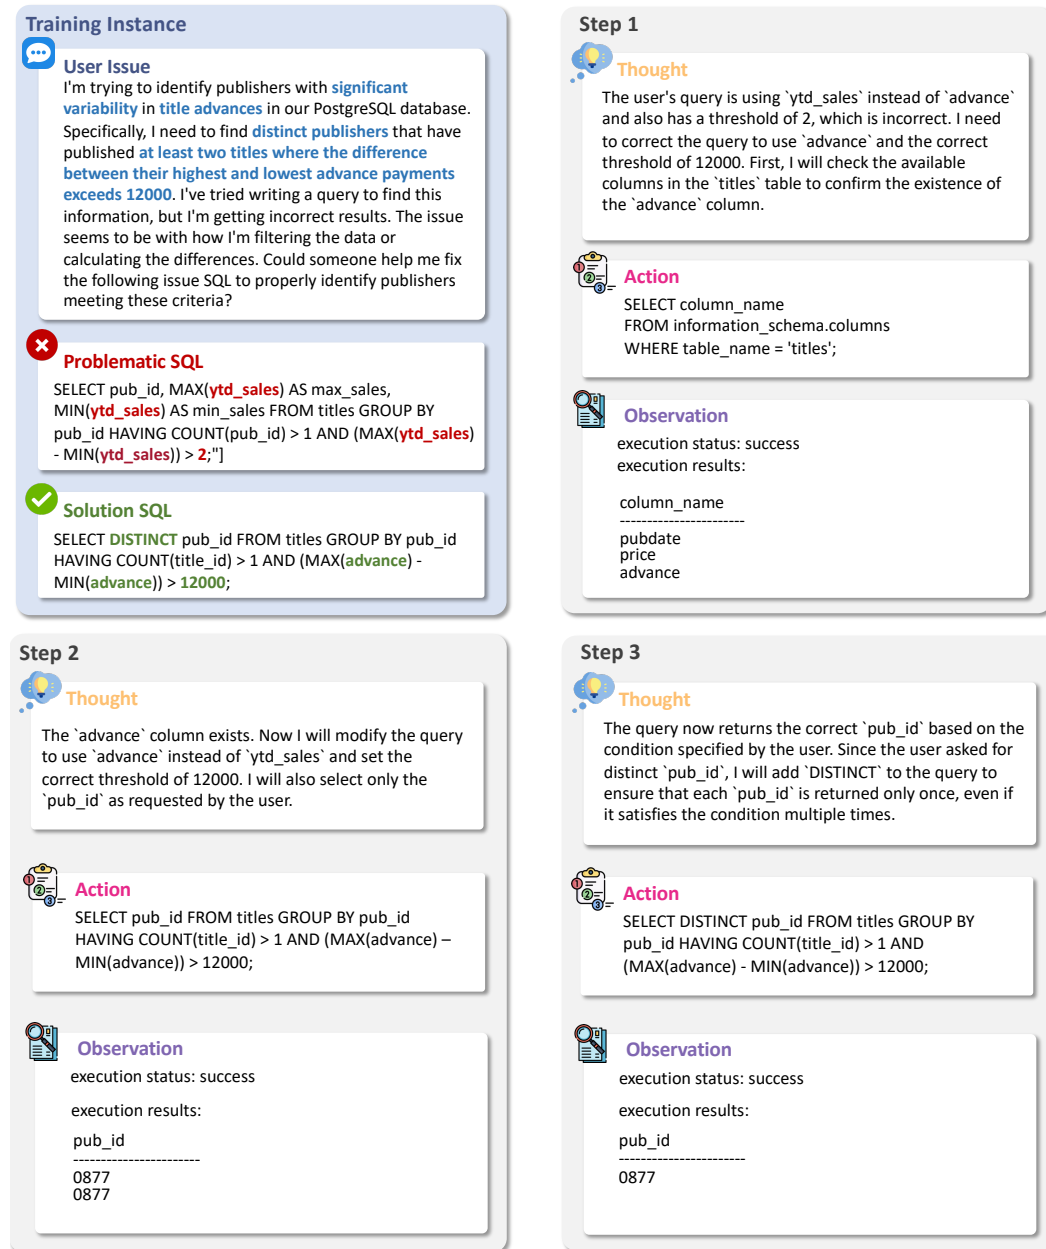 Training Instance
User Issue
I'm trying to identify publishers with significant
variability in title advances in our PostgreSQL database.
Specifically, I need to find distinct publishers that have
published at least two titles where the difference
between their highest and lowest advance payments
exceeds 12000. I've tried writing a query to find this
information, but I'm getting incorrect results. The issue
seems to be with how I'm filtering the data or
calculating the differences. Could someone help me fix
the following issue SQL to properly identify publishers
meeting these criteria?
Problematic SQL
SELECT pub_id, MAX(ytd_sales) AS max_sales,
MIN(ytd_sales) AS min_sales FROM titles GROUP BY
pub_id HAVING COUNT(pub_id) > 1 AND (MAX(ytd_sales)
- MIN(ytd_sales)) > 2;"]
Solution SQL
SELECT DISTINCT pub_id FROM titles GROUP BY pub_id
HAVING COUNT(title_id) > 1 AND (MAX(advance) -
MIN(advance)) > 12000;
Step 1
Thought
The user's query is using `ytd_sales` instead of `advance`
and also has a threshold of 2, which is incorrect. I need
to correct the query to use `advance` and the correct
threshold of 12000. First, I will check the available
columns in the `titles` table to confirm the existence of
the `advance` column.
Action
SELECT column_name
FROM information_schema.columns
WHERE table_name = 'titles';
Observation
execution status: success
execution results:
column_name
-----------------------
pubdate
price
advance
Step 2
Thought
The `advance` column exists. Now I will modify the query
to use `advance` instead of `ytd_sales` and set the
correct threshold of 12000. I will also select only the
`pub_id` as requested by the user.
Action
SELECT pub_id FROM titles GROUP BY pub_id
HAVING COUNT(title_id) > 1 AND (MAX(advance) –
MIN(advance)) > 12000;
Observation
execution status: success
execution results:
pub_id
-----------------------
0877
0877
Step 3
Thought
The query now returns the correct `pub_id` based on the
condition specified by the user. Since the user asked for
distinct `pub_id`, I will add `DISTINCT` to the query to
ensure that each `pub_id` is returned only once, even if
it satisfies the condition multiple times.
Action
SELECT DISTINCT pub_id FROM titles GROUP BY
pub_id HAVING COUNT(title_id) > 1 AND
(MAX(advance) - MIN(advance)) > 12000;
Observation
execution status: success
execution results:
pub_id
-----------------------
0877